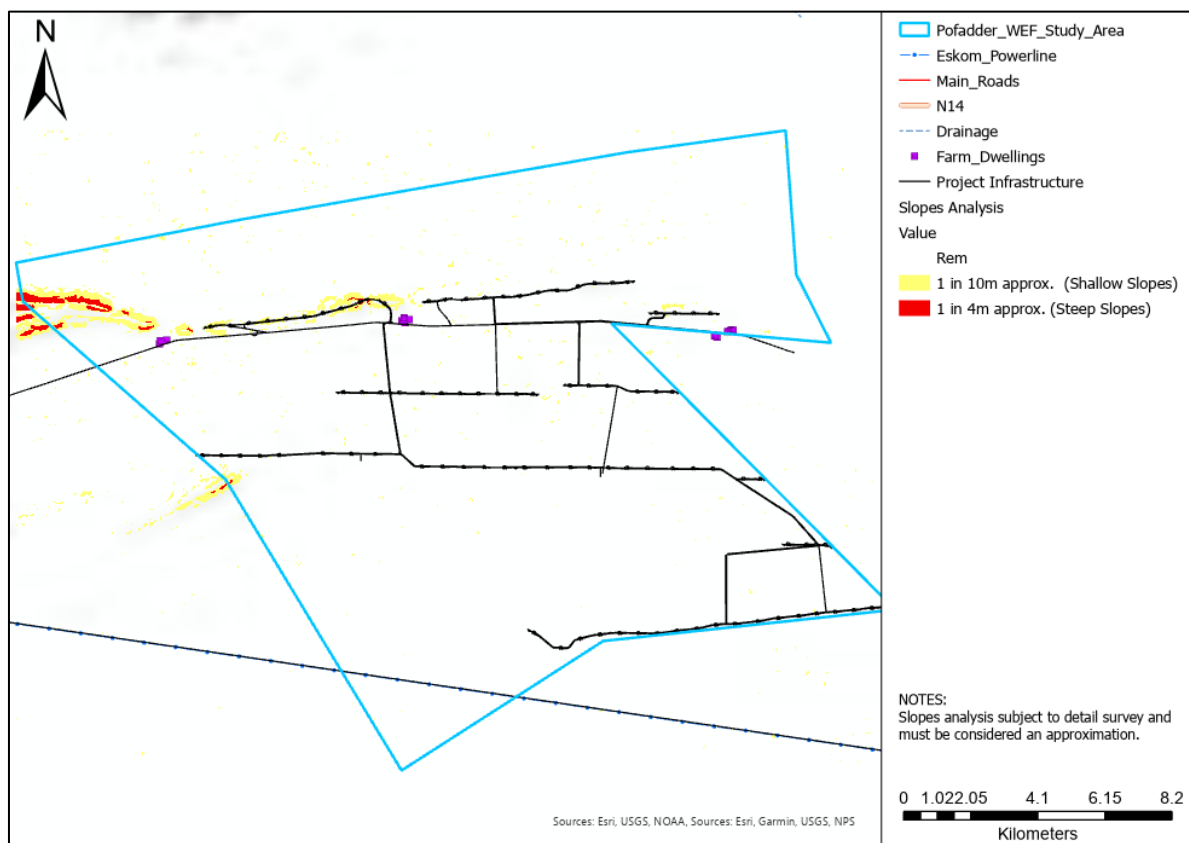 N
Pofadder_WEF_Study_Area
Eskom_Powerline
Main_Roads
N14
Drainage
Farm_Dwellings
Project Infrastructure
Slopes Analysis
Value
Rem
1 in 10m approx. (Shallow Slopes)
1 in 4m approx. (Steep Slopes)
NOTES:
Slopes analysis subject to detail survey and
must be considered an approximation.
0 1.022.05 4.1 6.15 8.2
Kilometers
Sources: Esri, USGS, NOAA, Sources: Esri, Garmin, USGS, NPS